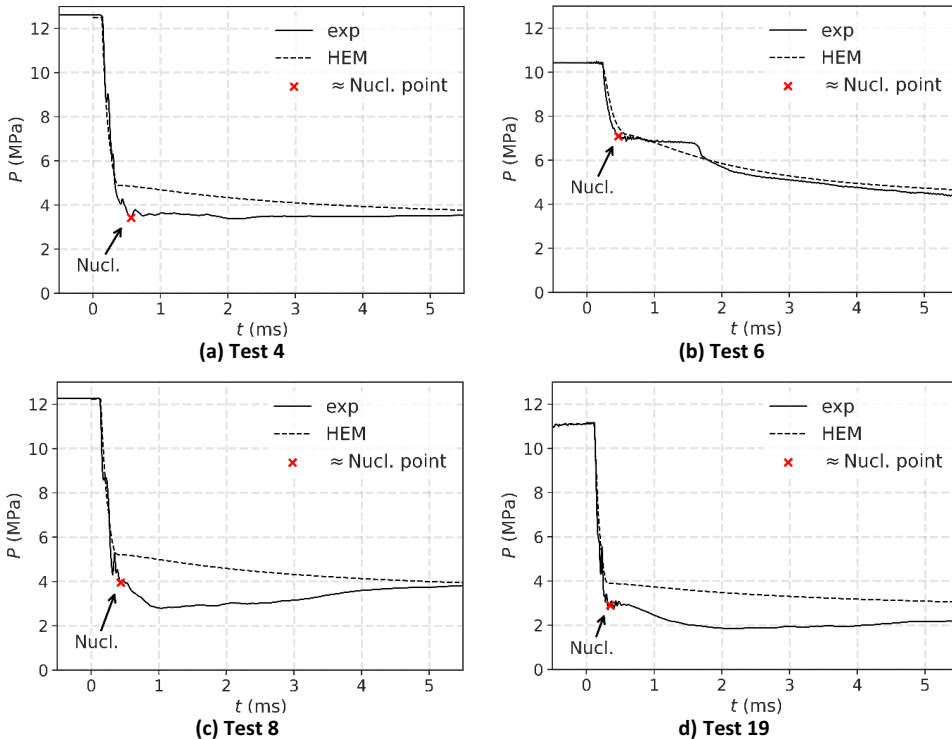 12
10
8
6
4
2
0
P (MPa)
exp
HEM
≈ Nucl. point
Nucl.
0 1 2 3 4 5
t (ms)
(a) Test 4
12
10
8
6
4
2
0
P (MPa)
exp
HEM
≈ Nucl. point
Nucl.
0 1 2 3 4 5
t (ms)
(b) Test 6
12
10
8
6
4
2
0
P (MPa)
exp
HEM
≈ Nucl. point
Nucl.
0 1 2 3 4 5
t (ms)
(c) Test 8
12
10
8
6
4
2
0
P (MPa)
exp
HEM
≈ Nucl. point
Nucl.
0 1 2 3 4 5
t (ms)
d) Test 19